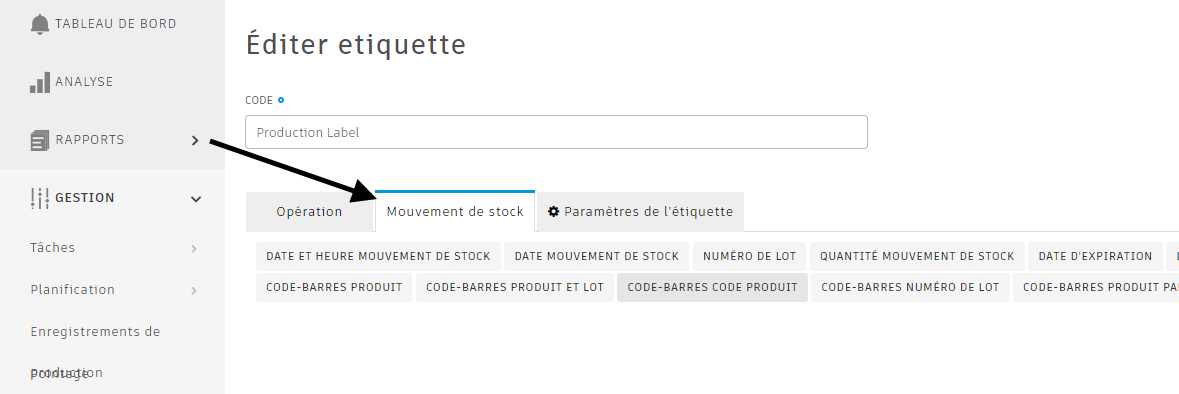 TABLEAU DE BORD
ANALYSE
RAPPORTS
GESTION
Tâches
Planification
Enregistrements de
production
Pointage
Éditer etiquette
CODE
Production Label
Opération
Mouvement de stock
Paramètres de l'étiquette
DATE ET HEURE MOUVEMENT DE STOCK
DATE MOUVEMENT DE STOCK
NUMÉRO DE LOT
QUANTITÉ MOUVEMENT DE STOCK
DATE D'EXPIRATION
CODE-BARRES PRODUIT
CODE-BARRES PRODUIT ET LOT
CODE-BARRES CODE PRODUIT
CODE-BARRES NUMÉRO DE LOT
CODE-BARRES PRODUIT